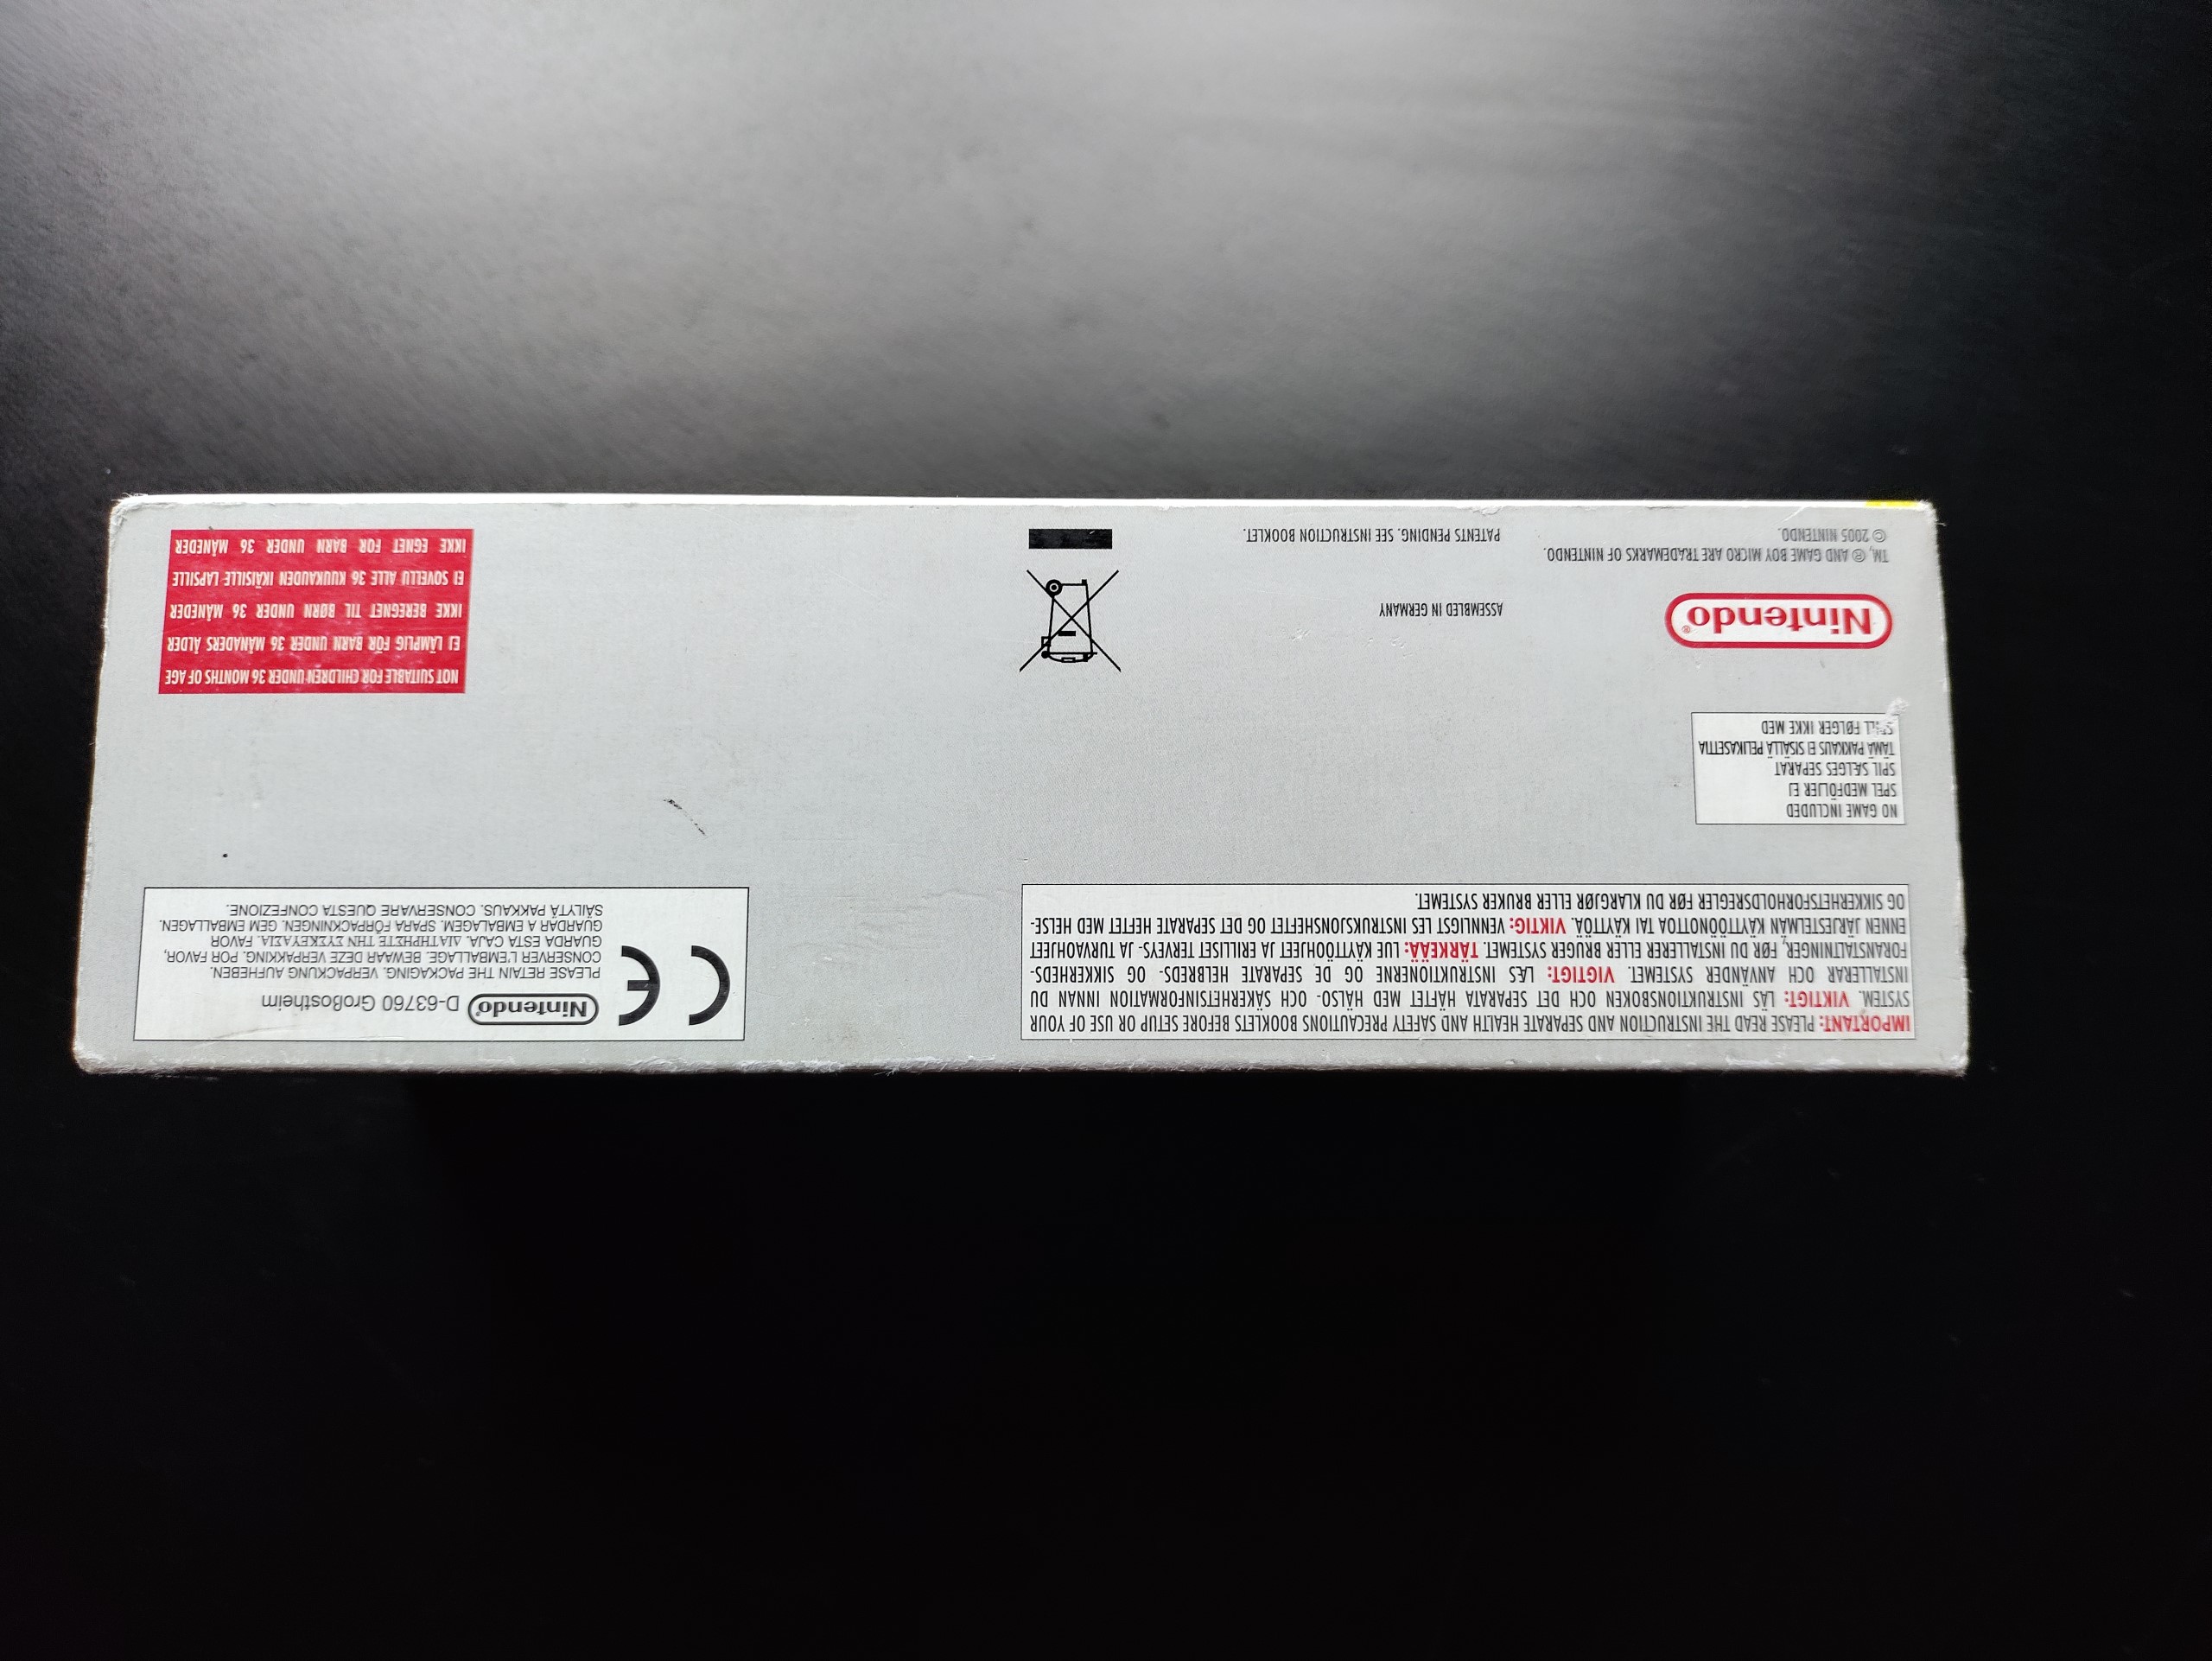 IMPORTANT: PLEASE READ THE INSTRUCTION AND SEPARATE HEALTH AND SAFETY PRECAUTIONS BOOKLETS BEFORE SETUP OR USE OF YOUR
SYSTEM. VIKTIGT: LÄS INSTRUKTIONSBOKEN OCH DET SEPARATA HÄFTET MED HÄLSO- OCH SÄKERHETSINFORMATION INNAN DU
INSTALLERAR OCH ANVÄNDER SYSTEMET. VIGTIGT: LÆS INSTRUKTIONERNE OG DE SEPARATE HELBREDS- OG SIKKERHEDS-
FORANSTALTNINGER, FØR DU INSTALLERER ELLER BRUGER SYSTEMET. TÄRKEÄÄ: LUE KÄYTTÖOHJEET JA ERILLISET TERVEYS- JA TURVAOHJEET
ENNEN JÄRJESTELMÄN KÄYTTÖÖNOTTOA TAI KÄYTTÖÄ. VIKTIG: VENNLIGST LES INSTRUKSJONSHEFTET OG DET SEPARATE HEFTET MED HELSE-
OG SIKKERHETSFORHOLDSREGLER FØR DU KLARGJØR ELLER BRUKER SYSTEMET.
NO GAME INCLUDED
SPEL MEDFÖLJER EJ
SPIL SÆLGES SEPARAT
TÄMÄ PAKKAUS EI SISÄLLÄ PELIKASETTIA
SPILL FØLGER IKKE MED
Nintendo®
TM, ® AND GAME BOY MICRO ARE TRADEMARKS OF NINTENDO.
© 2005 NINTENDO.
ASSEMBLED IN GERMANY
PATENTS PENDING. SEE INSTRUCTION BOOKLET.
CE
Nintendo® D-63760 Großostheim
PLEASE RETAIN THE PACKAGING. VERPACKUNG AUFHEBEN.
CONSERVER L'EMBALLAGE. BEWAAR DEZE VERPAKKING. POR FAVOR,
GUARDA ESTA CAJA. ΔΙΑΤΗΡΗΣΤΕ ΤΗΝ ΣΥΣΚΕΥΑΣΙΑ. FAVOR
GUARDAR A EMBALAGEM. SPARA FÖRPACKNINGEN. GEM EMBALLAGEN.
SÄILYTÄ PAKKAUS. CONSERVARE QUESTA CONFEZIONE.
NOT SUITABLE FOR CHILDREN UNDER 36 MONTHS OF AGE
EJ LÄMPLIG FÖR BARN UNDER 36 MÅNADERS ÅLDER
IKKE BEREGNET TIL BØRN UNDER 36 MÅNEDER
EI SOVELLU ALLE 36 KUUKAUDEN IKÄISILLE LAPSILLE
IKKE EGNET FOR BARN UNDER 36 MÅNEDER